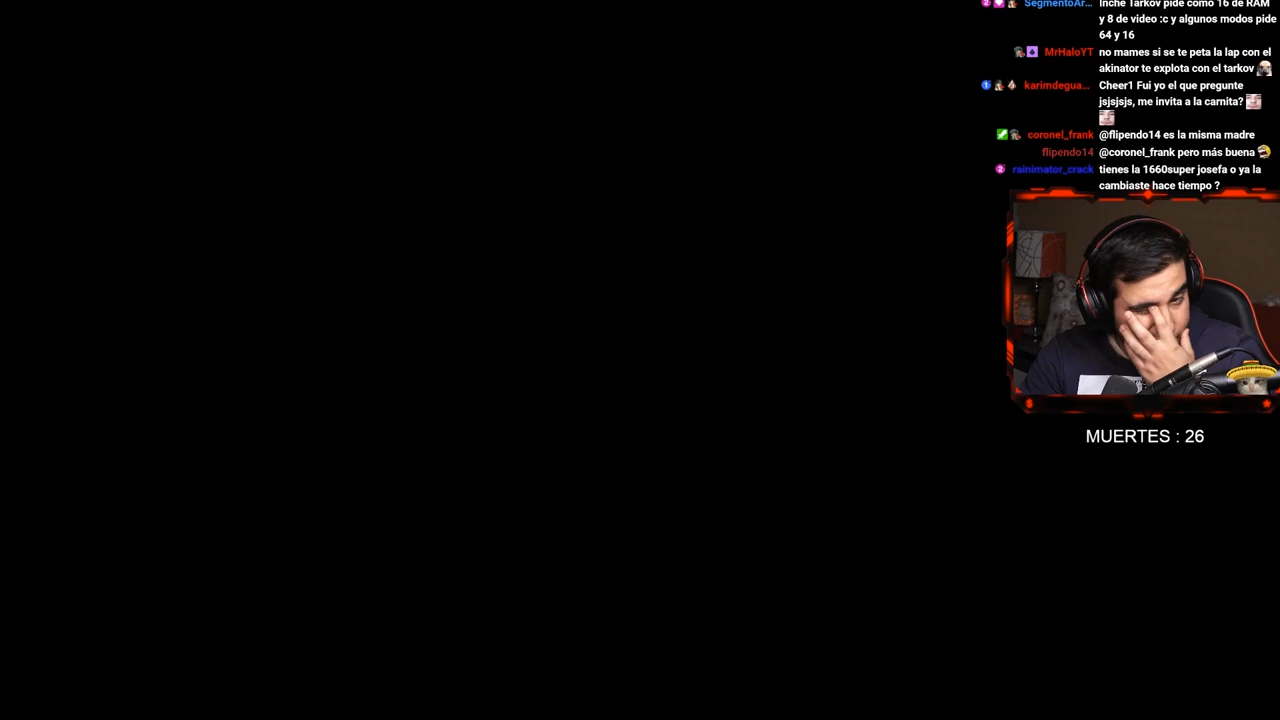 SegmentoAr... Inche Tarkov pide como 16 de RAM
y 8 de video :c y algunos modos pide
64 y 16
MrHaloYT no mames si se te peta la lap con el
akinator te explota con el tarkov
karimdegua... Cheer1 Fui yo el que pregunte
jsjsjsjs, me invita a la carnita?
coronel_frank @flipendo14 es la misma madre
flipendo14 @coronel_frank pero más buena
rainimator_crack tienes la 1660super josefa o ya la
cambiaste hace tiempo ?
MUERTES : 26